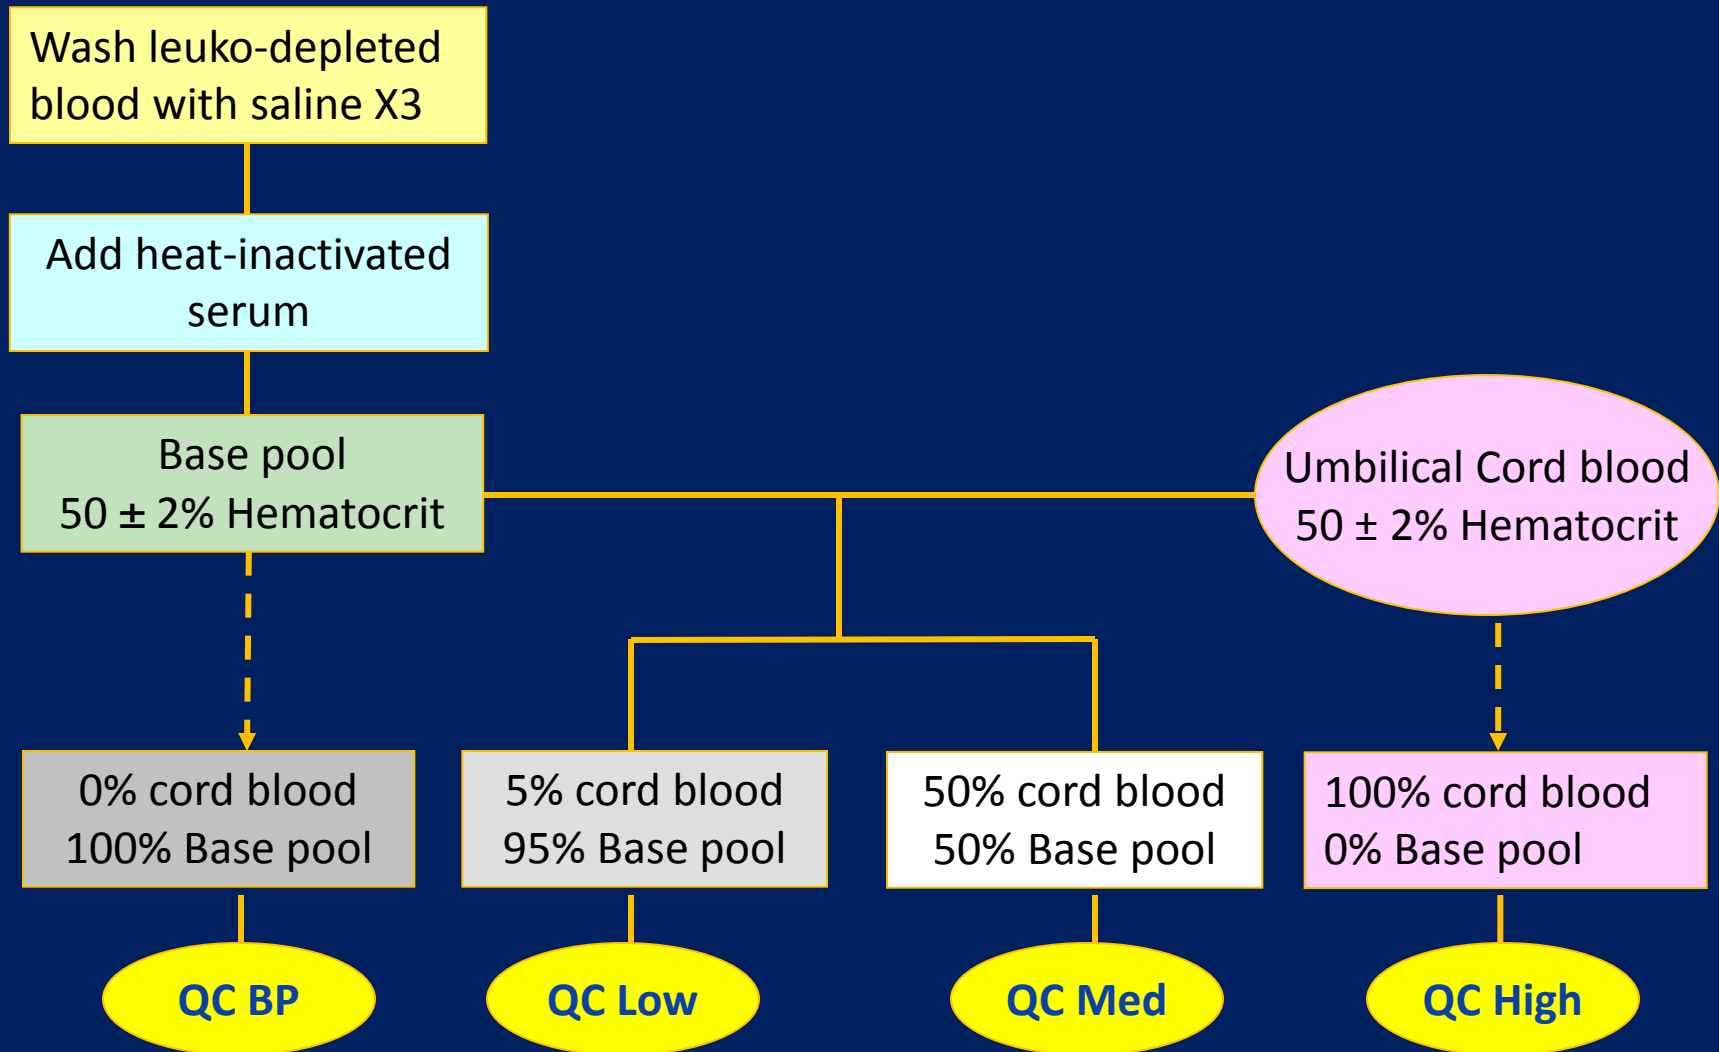 Wash leuko-depleted
blood with saline X3
Add heat-inactivated
serum
Base pool
50 ± 2% Hematocrit
Umbilical Cord blood
50 ± 2% Hematocrit
0% cord blood
100% Base pool
5% cord blood
95% Base pool
50% cord blood
50% Base pool
100% cord blood
0% Base pool
QC BP
QC Low
QC Med
QC High